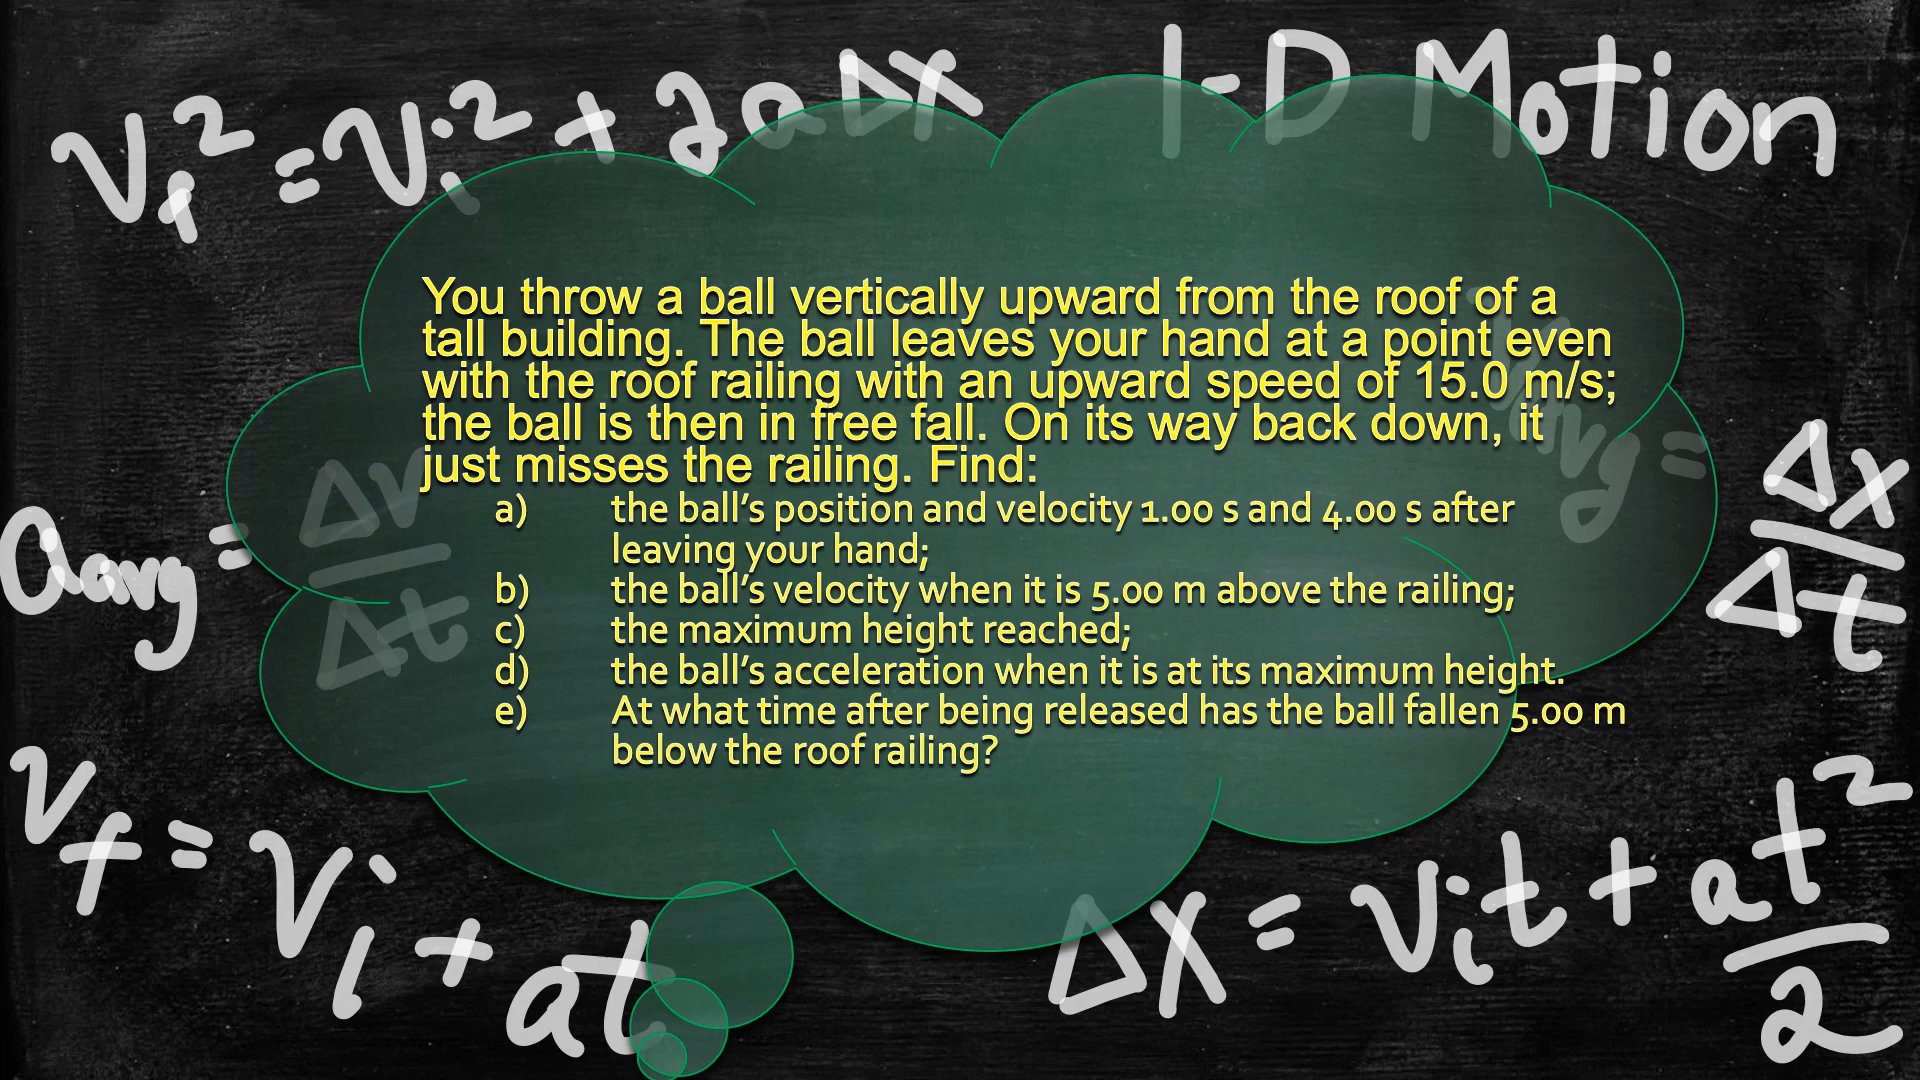 v_f² = v_i² + 2aΔx
1-D Motion
You throw a ball vertically upward from the roof of a
tall building. The ball leaves your hand at a point even
with the roof railing with an upward speed of 15.0 m/s;
the ball is then in free fall. On its way back down, it
just misses the railing. Find:
a) the ball’s position and velocity 1.00 s and 4.00 s after
leaving your hand;
b) the ball’s velocity when it is 5.00 m above the railing;
c) the maximum height reached;
d) the ball’s acceleration when it is at its maximum height.
e) At what time after being released has the ball fallen 5.00 m
below the roof railing?
a_avg =
Δv
Δt
v_avg =
Δx
Δt
v_f = v_i + at
Δx = v_i t + at²
2